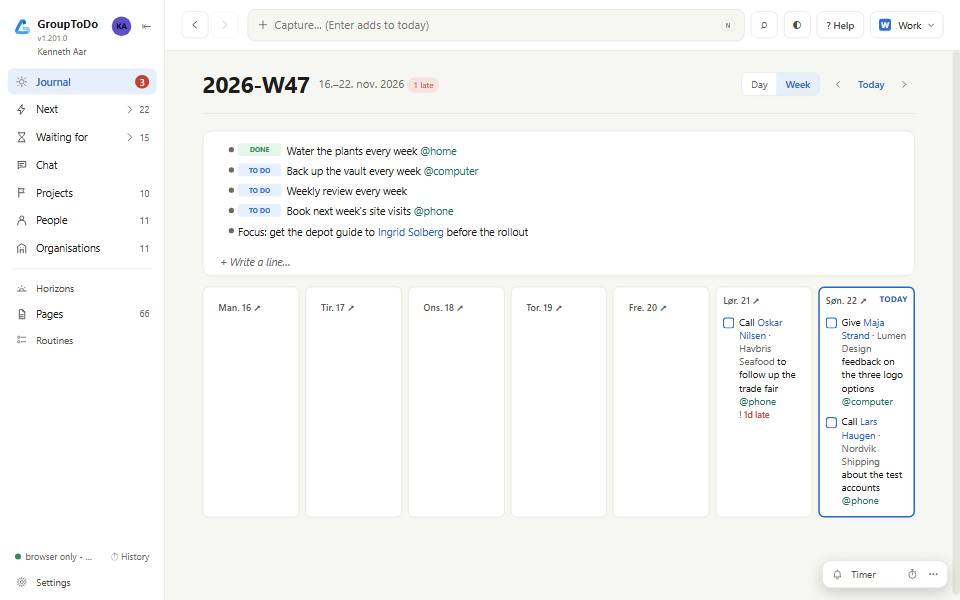 GroupToDo
v1.201.0
Kenneth Aar
KA
Journal 3
Next 22
Waiting for 15
Chat
Projects 10
People 11
Organisations 11
Horizons
Pages 66
Routines
browser only - ... History
Settings
+ Capture... (Enter adds to today) N
? Help
W Work
2026-W47 16.–22. nov. 2026 1 late
Day Week Today
DONE Water the plants every week @home
TO DO Back up the vault every week @computer
TO DO Weekly review every week
TO DO Book next week's site visits @phone
Focus: get the depot guide to Ingrid Solberg before the rollout
+ Write a line...
Man. 16 ↗
Tir. 17 ↗
Ons. 18 ↗
Tor. 19 ↗
Fre. 20 ↗
Lør. 21 ↗
Call Oskar
Nilsen ·
Havbris
Seafood to
follow up the
trade fair
@phone
! 1d late
Søn. 22 ↗ TODAY
Give Maja
Strand · Lumen
Design
feedback on
the three logo
options
@computer
Call Lars
Haugen ·
Nordvik
Shipping
about the test
accounts
@phone
Timer